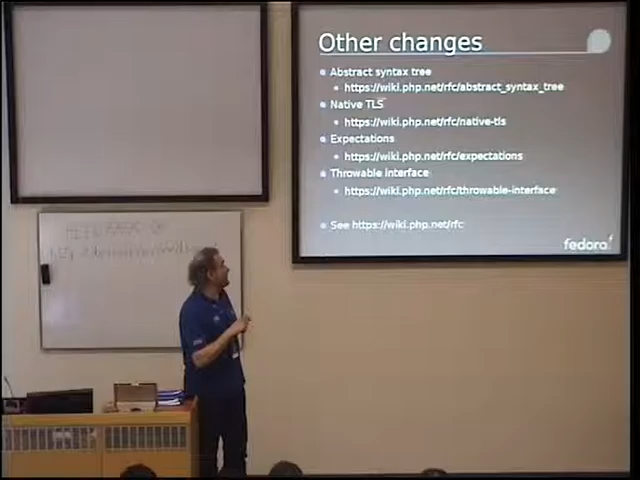 Other changes
Abstract syntax tree
https://wiki.php.net/rfc/abstract_syntax_tree
Native TLS
https://wiki.php.net/rfc/native-tls
Expectations
https://wiki.php.net/rfc/expectations
Throwable interface
https://wiki.php.net/rfc/throwable-interface
See https://wiki.php.net/rfc
fedora